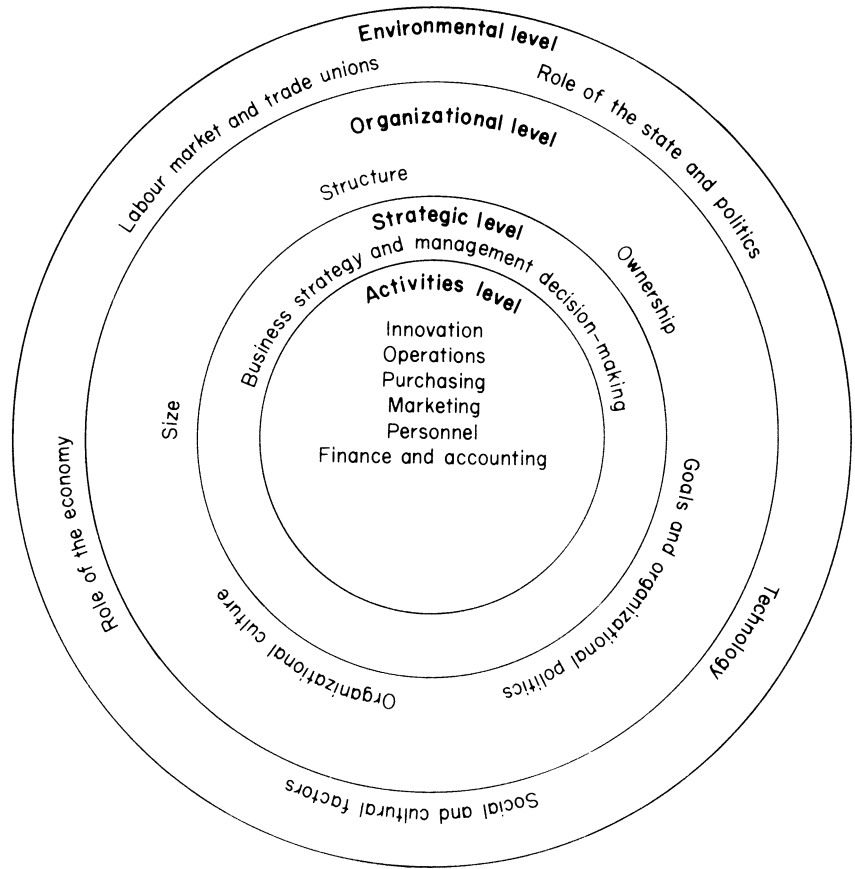 Environmental level
Labour market and trade unions
Role of the state and politics
Organizational level
Structure
Strategic level
Business strategy and management decision-making
Ownership
Activities level
Innovation
Operations
Purchasing
Marketing
Personnel
Finance and accounting
Size
Role of the economy
Goals and organizational politics
Technology
Organizational culture
Social and cultural factors